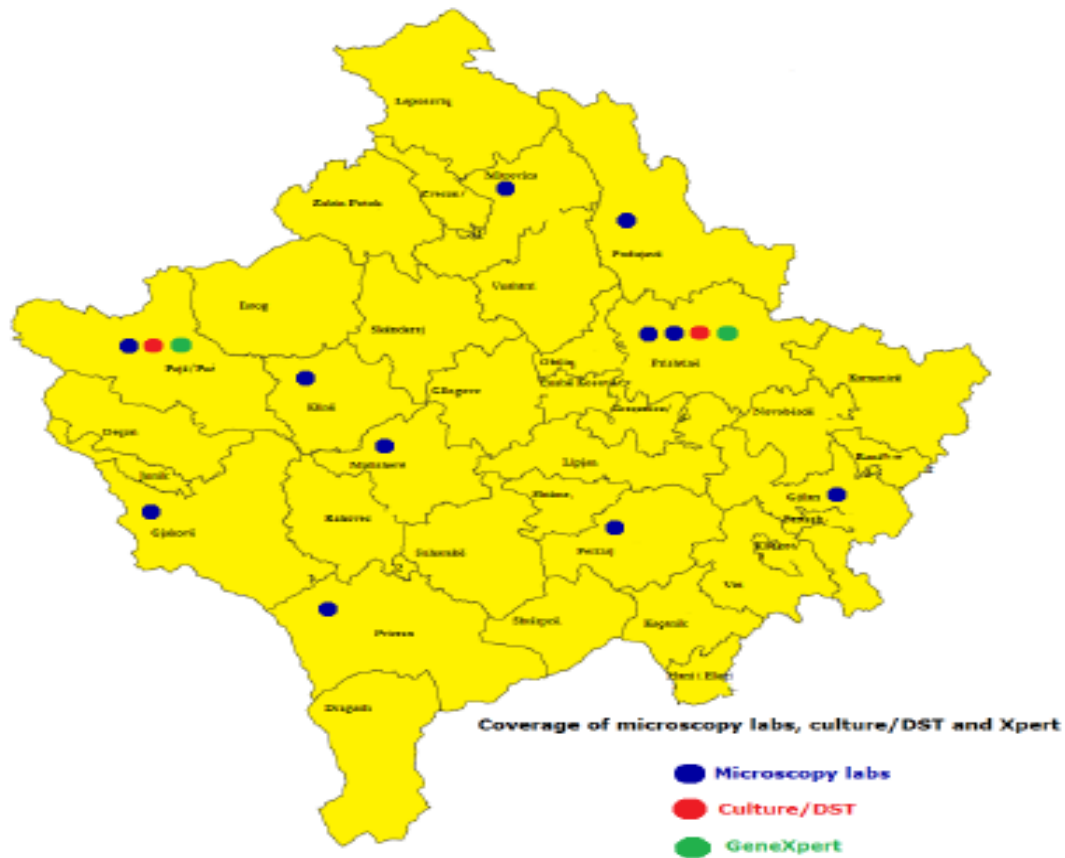 Leposaviq
Mitrovica
Zubin Potok
Podujevë
Vushtrri
Istog
Skenderaj
Obiliq
Prishtinë
Pejë/Peć
Kamenicë
Klinë
Gllogovc
Novobërdë
Deçan
Lipjan
Malishevë
Junik
Shtime
Gjilan
Gjakovë
Rahovec
Suharekë
Ferizaj
Viti
Shtërpcë
Kaçanik
Prizren
Hani i Elezit
Dragash
Coverage of microscopy labs, culture/DST and Xpert
Microscopy labs
Culture/DST
GeneXpert